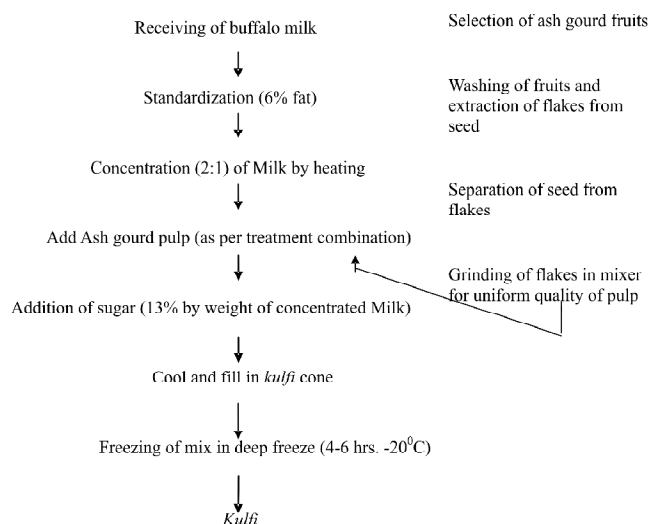 Receiving of buffalo milk
Standardization (6% fat)
Concentration (2:1) of Milk by heating
Add Ash gourd pulp (as per treatment combination)
Addition of sugar (13% by weight of concentrated Milk)
Cool and fill in kulfi cone
Freezing of mix in deep freeze (4-6 hrs. -20⁰C)
Kulfi
Selection of ash gourd fruits
Washing of fruits and
extraction of flakes from
seed
Separation of seed from
flakes
Grinding of flakes in mixer
for uniform quality of pulp